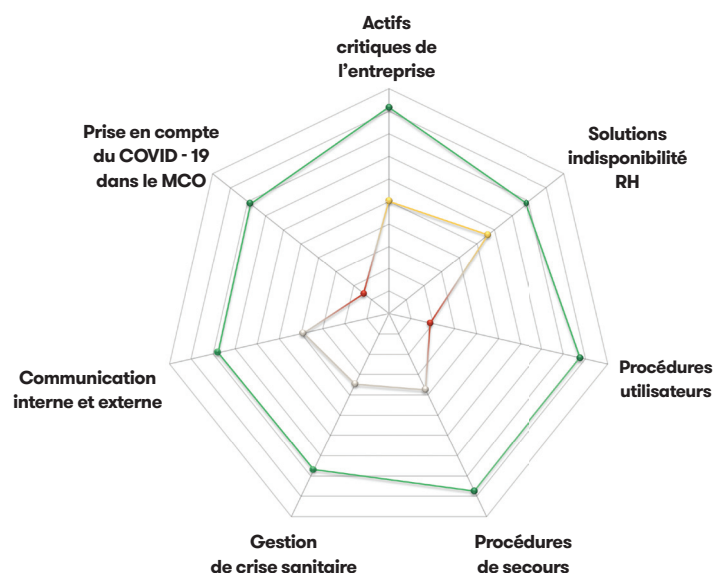 Actifs
critiques de
l'entreprise
Prise en compte
du COVID - 19
dans le MCO
Solutions
indisponibilité
RH
Procédures
utilisateurs
Communication
interne et externe
Gestion
de crise sanitaire
Procédures
de secours